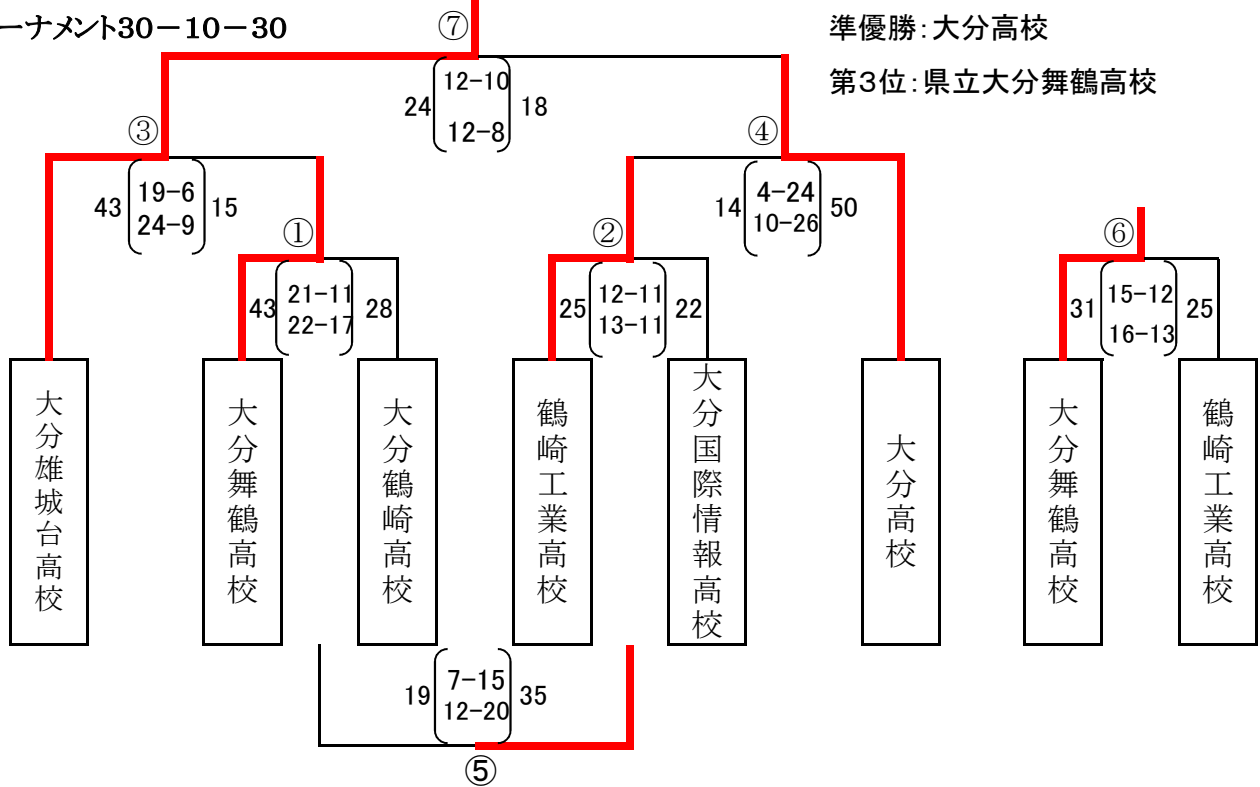 ーナメント30－10－30
⑦
準優勝：大分高校
第3位：県立大分舞鶴高校
24 12-10 18
12-8
③
④
43 19-6 15
24-9
14 4-24 50
10-26
①
②
⑥
43 21-11 28
22-17
25 12-11 22
13-11
31 15-12 25
16-13
大分雄城台高校
大分舞鶴高校
大分鶴崎高校
鶴崎工業高校
大分国際情報高校
大分高校
大分舞鶴高校
鶴崎工業高校
19 7-15 35
12-20
⑤